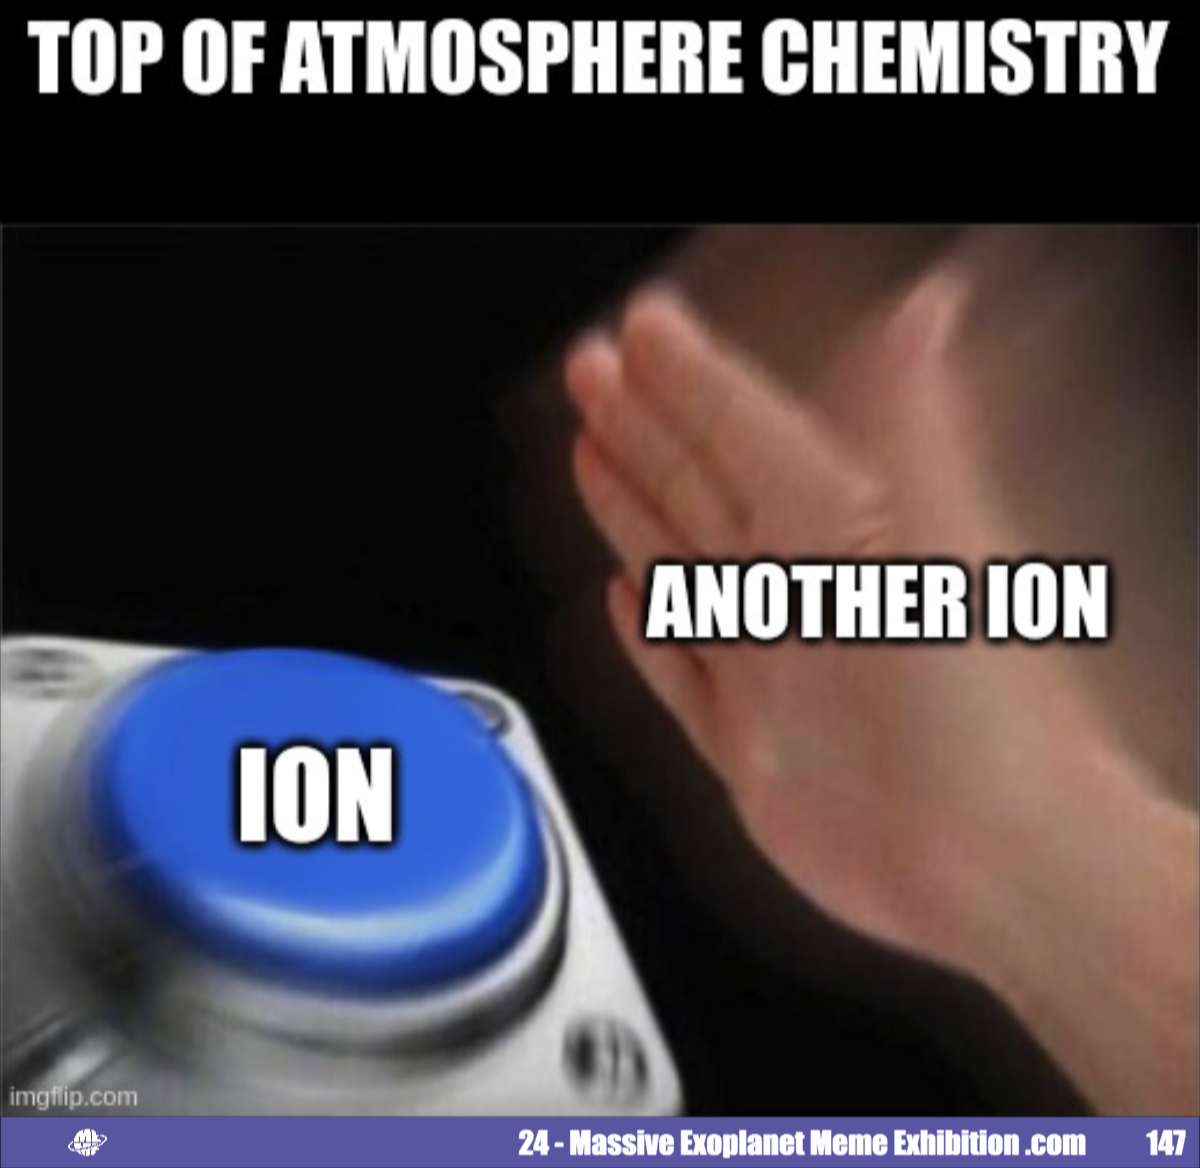 TOP OF ATMOSPHERE CHEMISTRY
ANOTHER ION
ION
imgflip.com
24 - Massive Exoplanet Meme Exhibition .com 147